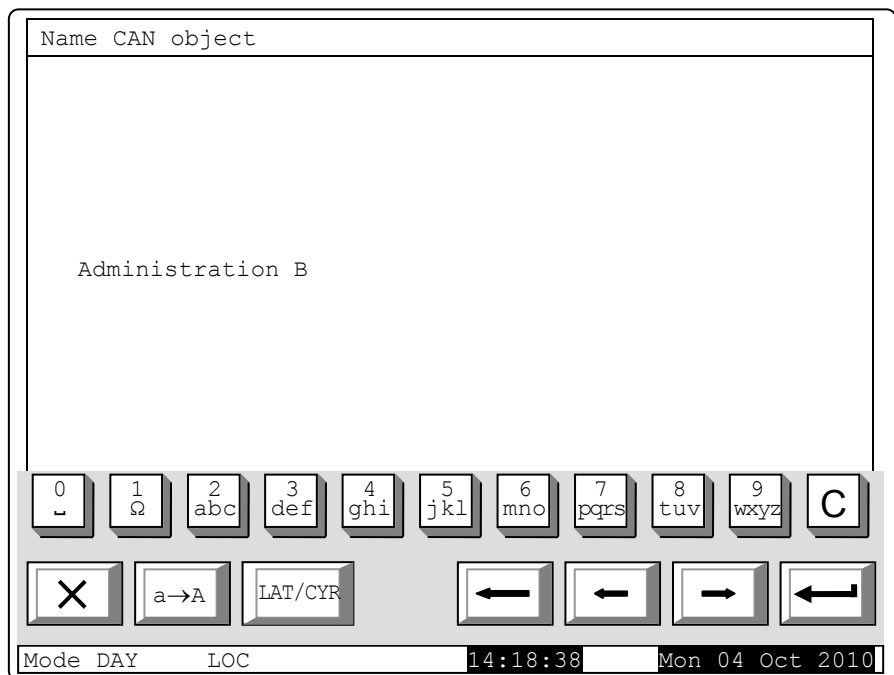 Name CAN object
Administration B
0 1 2 3 4 5 6 7 8 9 C
␣ Ω abc def ghi jkl mno pqrs tuv wxyz
× a→A LAT/CYR ← ← → ↵
Mode DAY LOC 14:18:38 Mon 04 Oct 2010